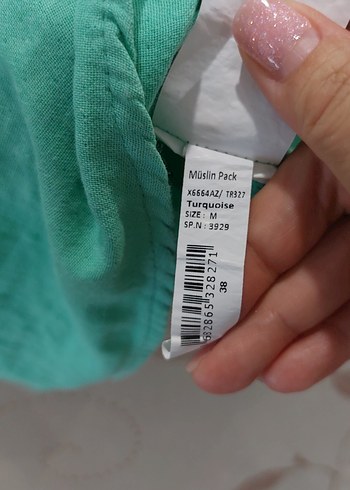 Müslin Pack
X6664AZ/ TR327
Turquoise
SIZE : M
SP.N : 3929
38